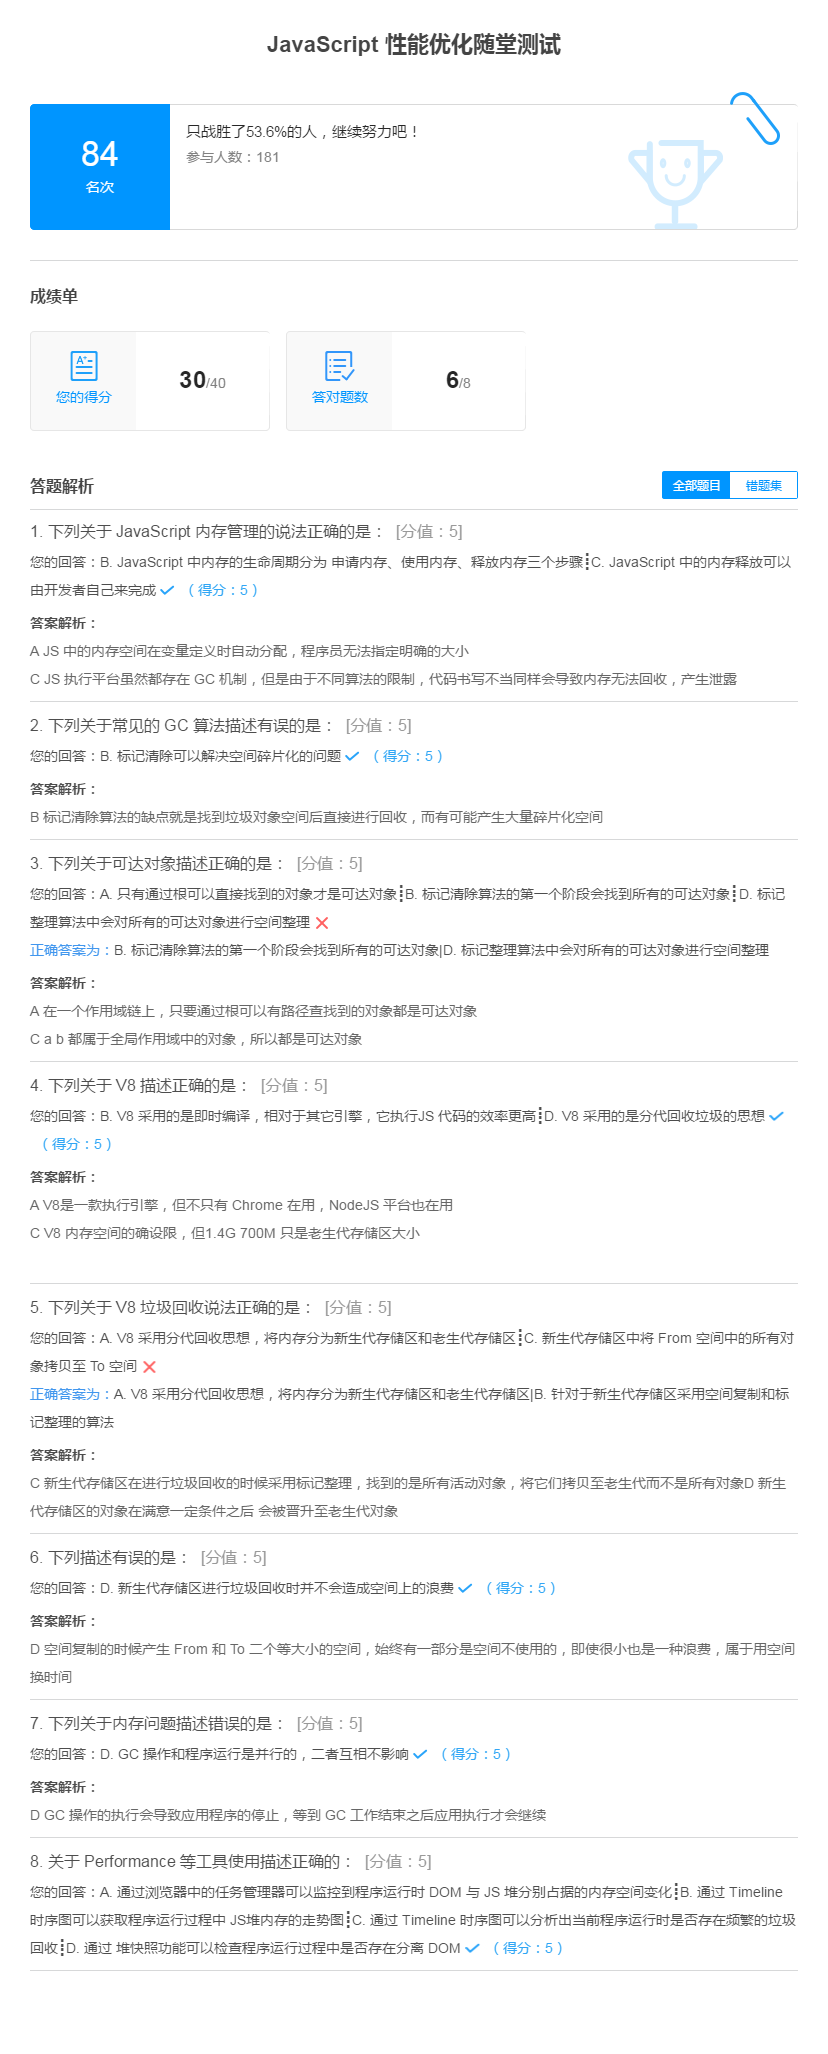 JavaScript 性能优化随堂测试
84
名次
只战胜了53.6%的人，继续努力吧！
参与人数：181
成绩单
您的得分
30/40
答对题数
6/8
答题解析
全部题目
错题集
1. 下列关于 JavaScript 内存管理的说法正确的是： [分值：5]
您的回答：B. JavaScript 中内存的生命周期分为 申请内存、使用内存、释放内存三个步骤┋C. JavaScript 中的内存释放可以
由开发者自己来完成 （得分：5）
答案解析：
A JS 中的内存空间在变量定义时自动分配，程序员无法指定明确的大小
C JS 执行平台虽然都存在 GC 机制，但是由于不同算法的限制，代码书写不当同样会导致内存无法回收，产生泄露
2. 下列关于常见的 GC 算法描述有误的是： [分值：5]
您的回答：B. 标记清除可以解决空间碎片化的问题 （得分：5）
答案解析：
B 标记清除算法的缺点就是找到垃圾对象空间后直接进行回收，而有可能产生大量碎片化空间
3. 下列关于可达对象描述正确的是： [分值：5]
您的回答：A. 只有通过根可以直接找到的对象才是可达对象┋B. 标记清除算法的第一个阶段会找到所有的可达对象┋D. 标记
整理算法中会对所有的可达对象进行空间整理
正确答案为：B. 标记清除算法的第一个阶段会找到所有的可达对象|D. 标记整理算法中会对所有的可达对象进行空间整理
答案解析：
A 在一个作用域链上，只要通过根可以有路径查找到的对象都是可达对象
C a b 都属于全局作用域中的对象，所以都是可达对象
4. 下列关于 V8 描述正确的是： [分值：5]
您的回答：B. V8 采用的是即时编译，相对于其它引擎，它执行JS 代码的效率更高┋D. V8 采用的是分代回收垃圾的思想
（得分：5）
答案解析：
A V8是一款执行引擎，但不只有 Chrome 在用，NodeJS 平台也在用
C V8 内存空间的确设限，但1.4G 700M 只是老生代存储区大小
5. 下列关于 V8 垃圾回收说法正确的是： [分值：5]
您的回答：A. V8 采用分代回收思想，将内存分为新生代存储区和老生代存储区┋C. 新生代存储区中将 From 空间中的所有对
象拷贝至 To 空间
正确答案为：A. V8 采用分代回收思想，将内存分为新生代存储区和老生代存储区|B. 针对于新生代存储区采用空间复制和标
记整理的算法
答案解析：
C 新生代存储区在进行垃圾回收的时候采用标记整理，找到的是所有活动对象，将它们拷贝至老生代而不是所有对象D 新生
代存储区的对象在满意一定条件之后 会被晋升至老生代对象
6. 下列描述有误的是： [分值：5]
您的回答：D. 新生代存储区进行垃圾回收时并不会造成空间上的浪费 （得分：5）
答案解析：
D 空间复制的时候产生 From 和 To 二个等大小的空间，始终有一部分是空间不使用的，即使很小也是一种浪费，属于用空间
换时间
7. 下列关于内存问题描述错误的是： [分值：5]
您的回答：D. GC 操作和程序运行是并行的，二者互相不影响 （得分：5）
答案解析：
D GC 操作的执行会导致应用程序的停止，等到 GC 工作结束之后应用执行才会继续
8. 关于 Performance 等工具使用描述正确的： [分值：5]
您的回答：A. 通过浏览器中的任务管理器可以监控到程序运行时 DOM 与 JS 堆分别占据的内存空间变化┋B. 通过 Timeline
时序图可以获取程序运行过程中 JS堆内存的走势图┋C. 通过 Timeline 时序图可以分析出当前程序运行时是否存在频繁的垃圾
回收┋D. 通过 堆快照功能可以检查程序运行过程中是否存在分离 DOM （得分：5）